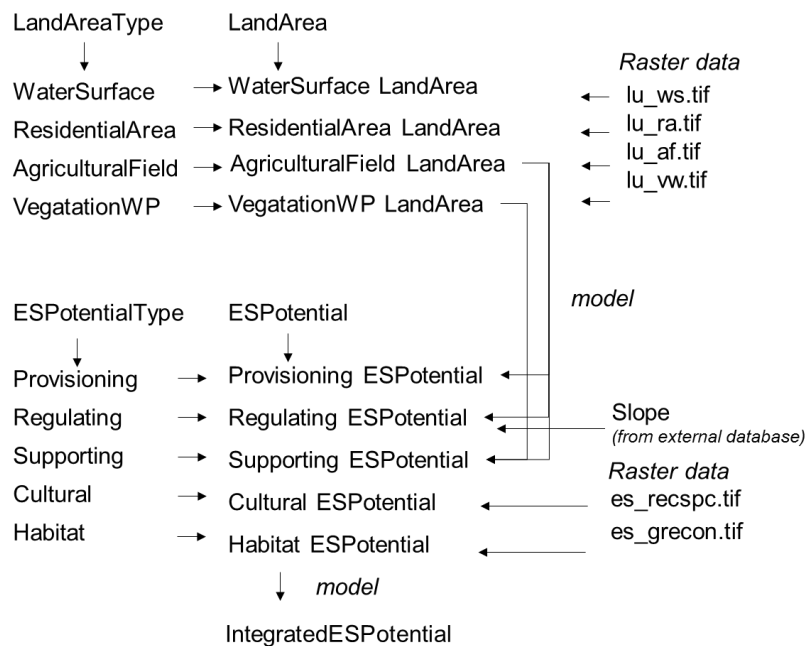 LandAreaType LandArea
Raster data
WaterSurface WaterSurface LandArea lu_ws.tif
ResidentialArea ResidentialArea LandArea lu_ra.tif
AgriculturalField AgriculturalField LandArea lu_af.tif
VegatationWP VegatationWP LandArea lu_vw.tif
model
ESPotentialType ESPotential
Provisioning Provisioning ESPotential
Regulating Regulating ESPotential Slope
(from external database)
Supporting Supporting ESPotential
Raster data
Cultural Cultural ESPotential es_recspc.tif
Habitat Habitat ESPotential es_grecon.tif
model
IntegratedESPotential